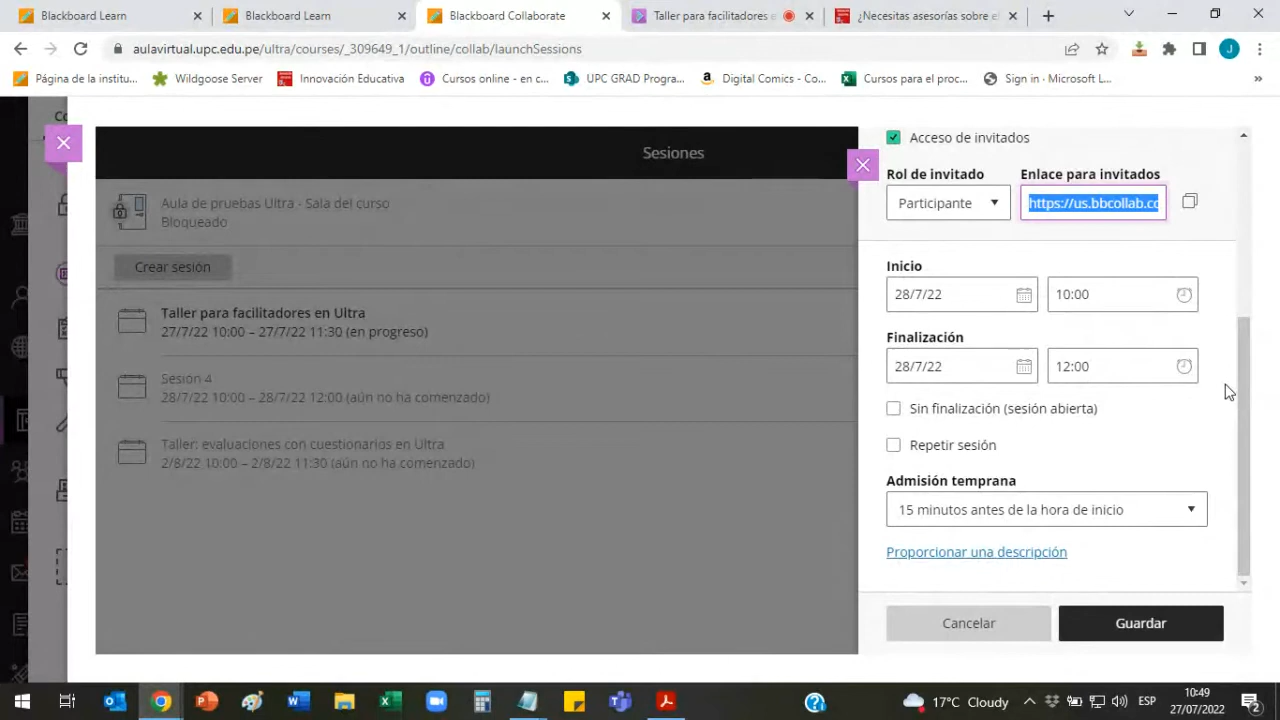 Blackboard Learn
Blackboard Learn
Blackboard Collaborate
Taller para facilitadores e
¿Necesitas asesorías sobre e
aulavirtual.upc.edu.pe/ultra/courses/_309649_1/outline/collab/launchSessions
J
Página de la institu...
Wildgoose Server
Innovación Educativa
Cursos online - en c...
UPC GRAD Progra...
Digital Comics - Co...
Cursos para el proc...
Sign in · Microsoft L...
»
Co
Sesiones
Aula de pruebas Ultra - Sala del curso
Bloqueado
Crear sesión
Taller para facilitadores en Ultra
27/7/22 10:00 – 27/7/22 11:30 (en progreso)
Sesión 4
28/7/22 10:00 – 28/7/22 12:00 (aún no ha comenzado)
Taller: evaluaciones con cuestionarios en Ultra
2/8/22 10:00 – 2/8/22 11:30 (aún no ha comenzado)
Acceso de invitados
Rol de invitado
Enlace para invitados
Participante
https://us.bbcollab.cc
Inicio
28/7/22
10:00
Finalización
28/7/22
12:00
Sin finalización (sesión abierta)
Repetir sesión
Admisión temprana
15 minutos antes de la hora de inicio
Proporcionar una descripción
Cancelar
Guardar
17°C Cloudy
ESP
10:49
27/07/2022
2